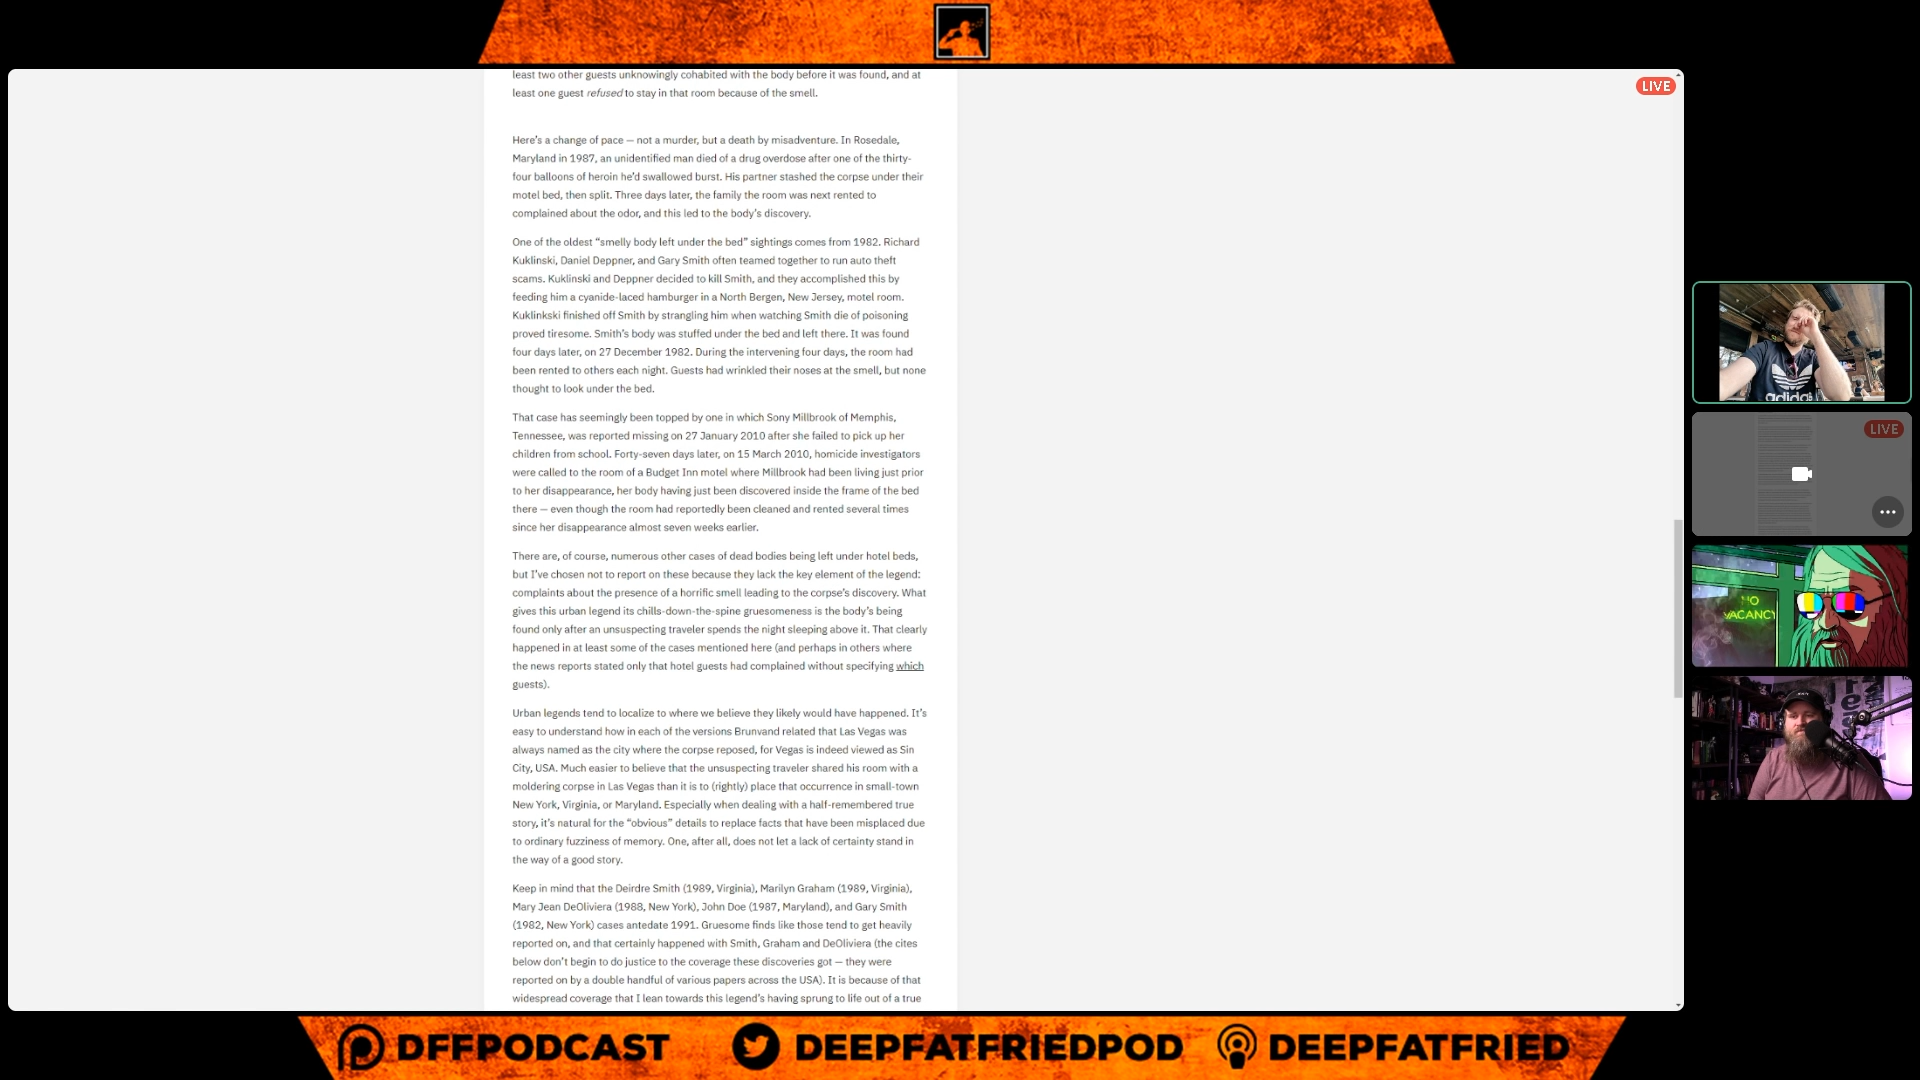 least two other guests unknowingly cohabited with the body before it was found, and at
least one guest refused to stay in that room because of the smell.
Here's a change of pace — not a murder, but a death by misadventure. In Rosedale,
Maryland in 1987, an unidentified man died of a drug overdose after one of the thirty-
four balloons of heroin he'd swallowed burst. His partner stashed the corpse under their
motel bed, then split. Three days later, the family the room was next rented to
complained about the odor, and this led to the body's discovery.
One of the oldest “smelly body left under the bed” sightings comes from 1982. Richard
Kuklinski, Daniel Deppner, and Gary Smith often teamed together to run auto theft
scams. Kuklinski and Deppner decided to kill Smith, and they accomplished this by
feeding him a cyanide-laced hamburger in a North Bergen, New Jersey, motel room.
Kuklinkski finished off Smith by strangling him when watching Smith die of poisoning
proved tiresome. Smith's body was stuffed under the bed and left there. It was found
four days later, on 27 December 1982. During the intervening four days, the room had
been rented to others each night. Guests had wrinkled their noses at the smell, but none
thought to look under the bed.
That case has seemingly been topped by one in which Sony Millbrook of Memphis,
Tennessee, was reported missing on 27 January 2010 after she failed to pick up her
children from school. Forty-seven days later, on 15 March 2010, homicide investigators
were called to the room of a Budget Inn motel where Millbrook had been living just prior
to her disappearance, her body having just been discovered inside the frame of the bed
there — even though the room had reportedly been cleaned and rented several times
since her disappearance almost seven weeks earlier.
There are, of course, numerous other cases of dead bodies being left under hotel beds,
but I've chosen not to report on these because they lack the key element of the legend:
complaints about the presence of a horrific smell leading to the corpse's discovery. What
gives this urban legend its chills-down-the-spine gruesomeness is the body's being
found only after an unsuspecting traveler spends the night sleeping above it. That clearly
happened in at least some of the cases mentioned here (and perhaps in others where
the news reports stated only that hotel guests had complained without specifying which
guests).
Urban legends tend to localize to where we believe they likely would have happened. It's
easy to understand how in each of the versions Brunvand related that Las Vegas was
always named as the city where the corpse reposed, for Vegas is indeed viewed as Sin
City, USA. Much easier to believe that the unsuspecting traveler shared his room with a
moldering corpse in Las Vegas than it is to (rightly) place that occurrence in small-town
New York, Virginia, or Maryland. Especially when dealing with a half-remembered true
story, it's natural for the “obvious” details to replace facts that have been misplaced due
to ordinary fuzziness of memory. One, after all, does not let a lack of certainty stand in
the way of a good story.
Keep in mind that the Deirdre Smith (1989, Virginia), Marilyn Graham (1989, Virginia),
Mary Jean DeOliviera (1988, New York), John Doe (1987, Maryland), and Gary Smith
(1982, New York) cases antedate 1991. Gruesome finds like those tend to get heavily
reported on, and that certainly happened with Smith, Graham and DeOliviera (the cites
below don't begin to do justice to the coverage these discoveries got — they were
reported on by a double handful of various papers across the USA). It is because of that
widespread coverage that I lean towards this legend's having sprung to life out of a true
LIVE
adidas
LIVE
NO
VACANCY
DFFPODCAST
DEEPFATFRIEDPOD
DEEPFATFRIED